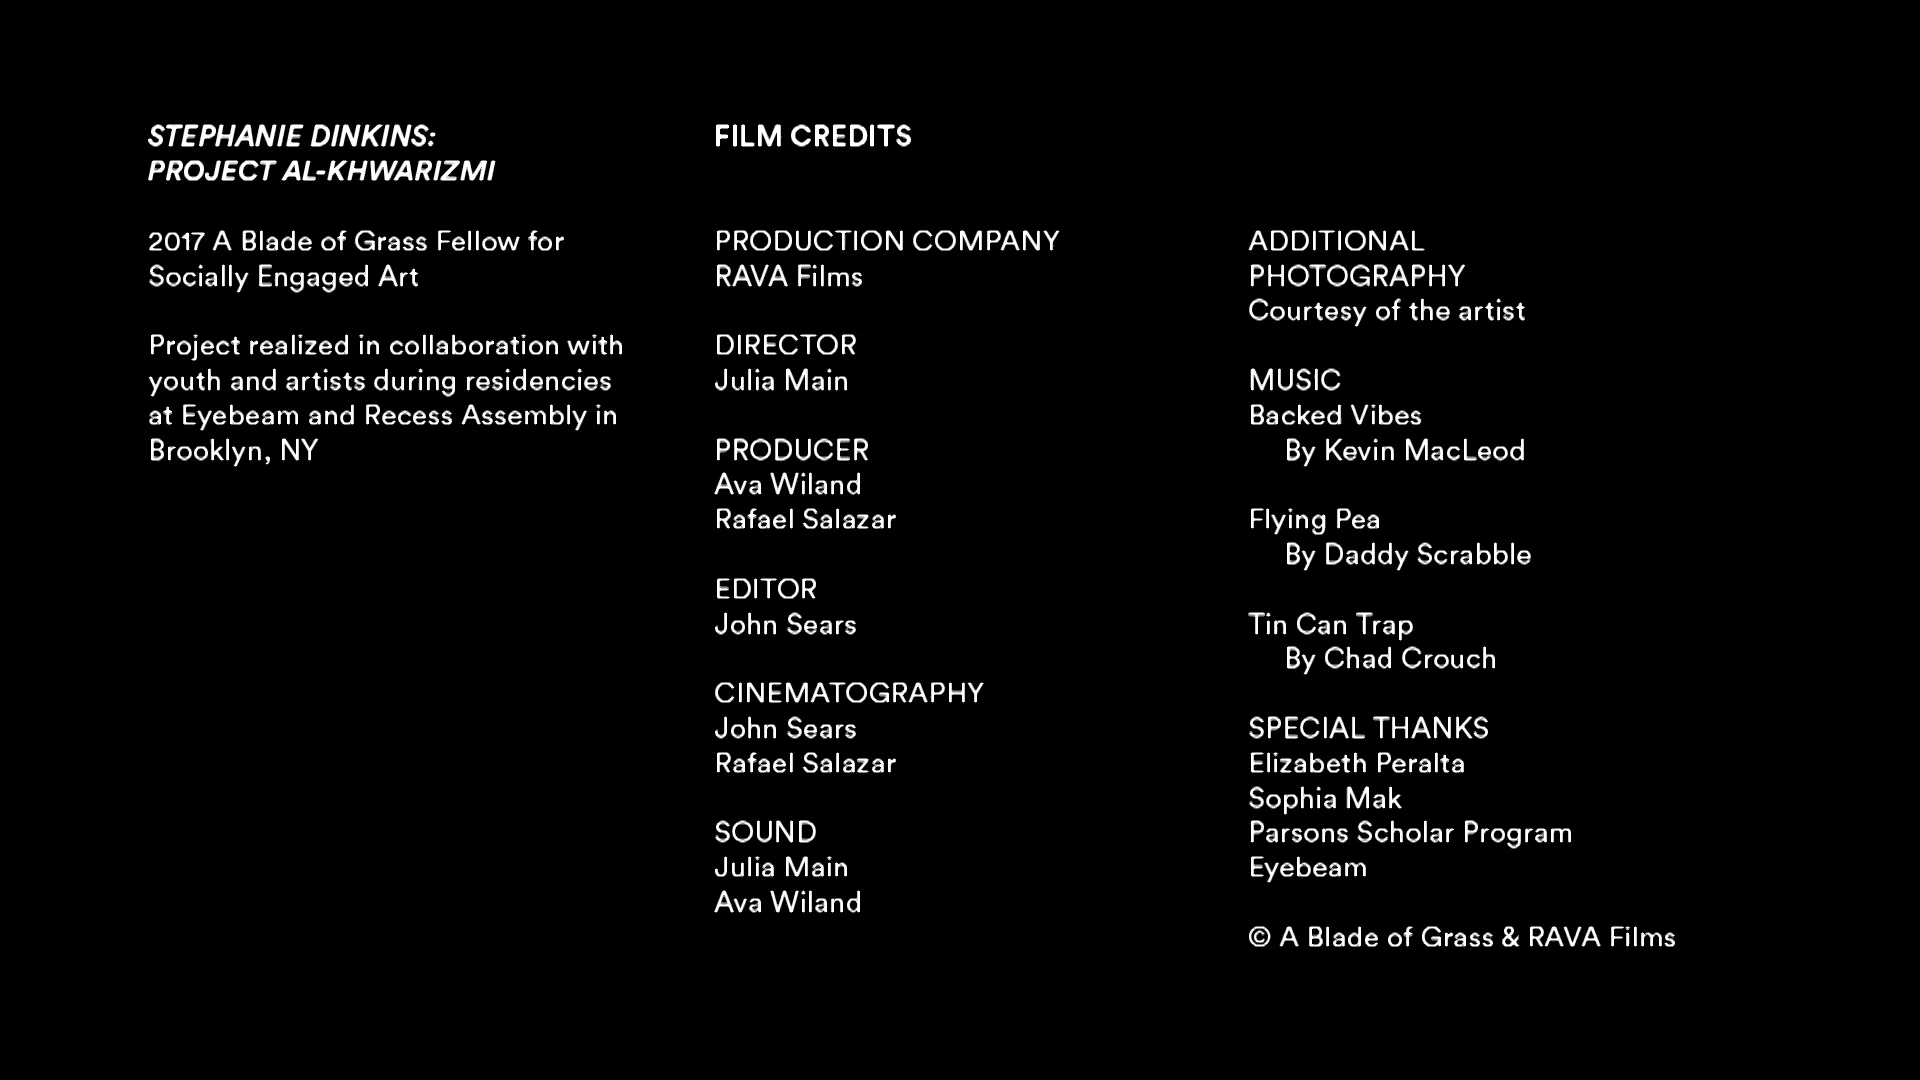 STEPHANIE DINKINS:
PROJECT AL-KHWARIZMI
2017 A Blade of Grass Fellow for
Socially Engaged Art
Project realized in collaboration with
youth and artists during residencies
at Eyebeam and Recess Assembly in
Brooklyn, NY
FILM CREDITS
PRODUCTION COMPANY
RAVA Films
DIRECTOR
Julia Main
PRODUCER
Ava Wiland
Rafael Salazar
EDITOR
John Sears
CINEMATOGRAPHY
John Sears
Rafael Salazar
SOUND
Julia Main
Ava Wiland
ADDITIONAL
PHOTOGRAPHY
Courtesy of the artist
MUSIC
Backed Vibes
By Kevin MacLeod
Flying Pea
By Daddy Scrabble
Tin Can Trap
By Chad Crouch
SPECIAL THANKS
Elizabeth Peralta
Sophia Mak
Parsons Scholar Program
Eyebeam
© A Blade of Grass & RAVA Films